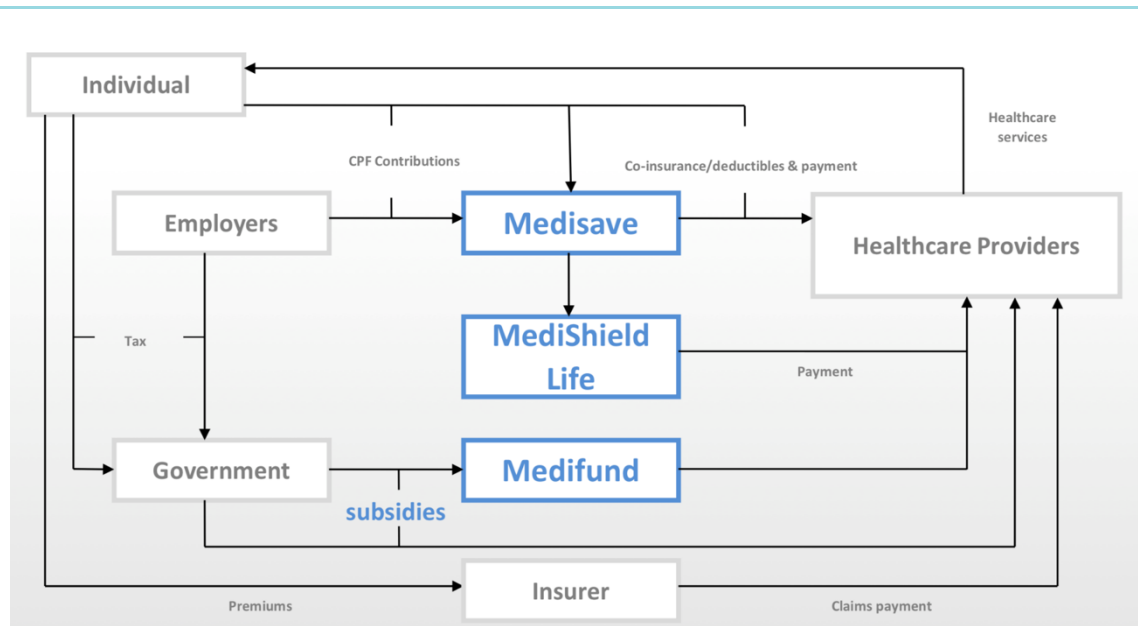 Individual
Healthcare
services
CPF Contributions
Co-insurance/deductibles & payment
Employers
Medisave
Healthcare Providers
MediShield
Life
Tax
Payment
Government
Medifund
subsidies
Insurer
Premiums
Claims payment